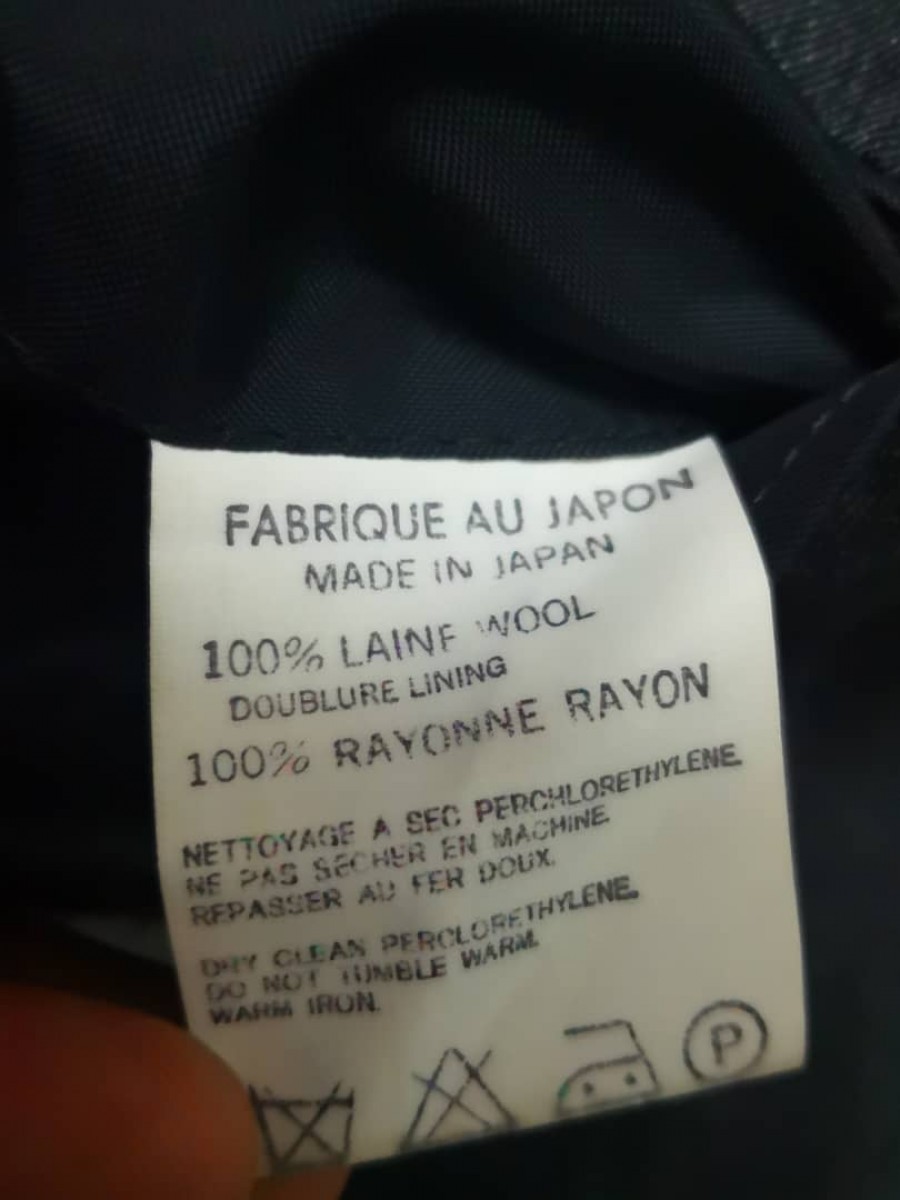 FABRIQUE AU JAPON
MADE IN JAPAN
100% LAINE WOOL
DOUBLURE LINING
100% RAYONNE RAYON
NETTOYAGE A SEC PERCHLORETHYLENE.
NE PAS SECHER EN MACHINE.
REPASSER AU FER DOUX.
DRY CLEAN PERCLORETHYLENE.
DO NOT TUMBLE WARM.
WARM IRON.
P